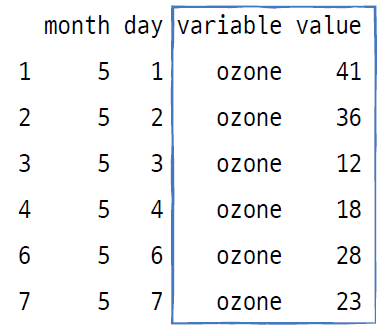 month day variable value
1 5 1 ozone 41
2 5 2 ozone 36
3 5 3 ozone 12
4 5 4 ozone 18
6 5 6 ozone 28
7 5 7 ozone 23